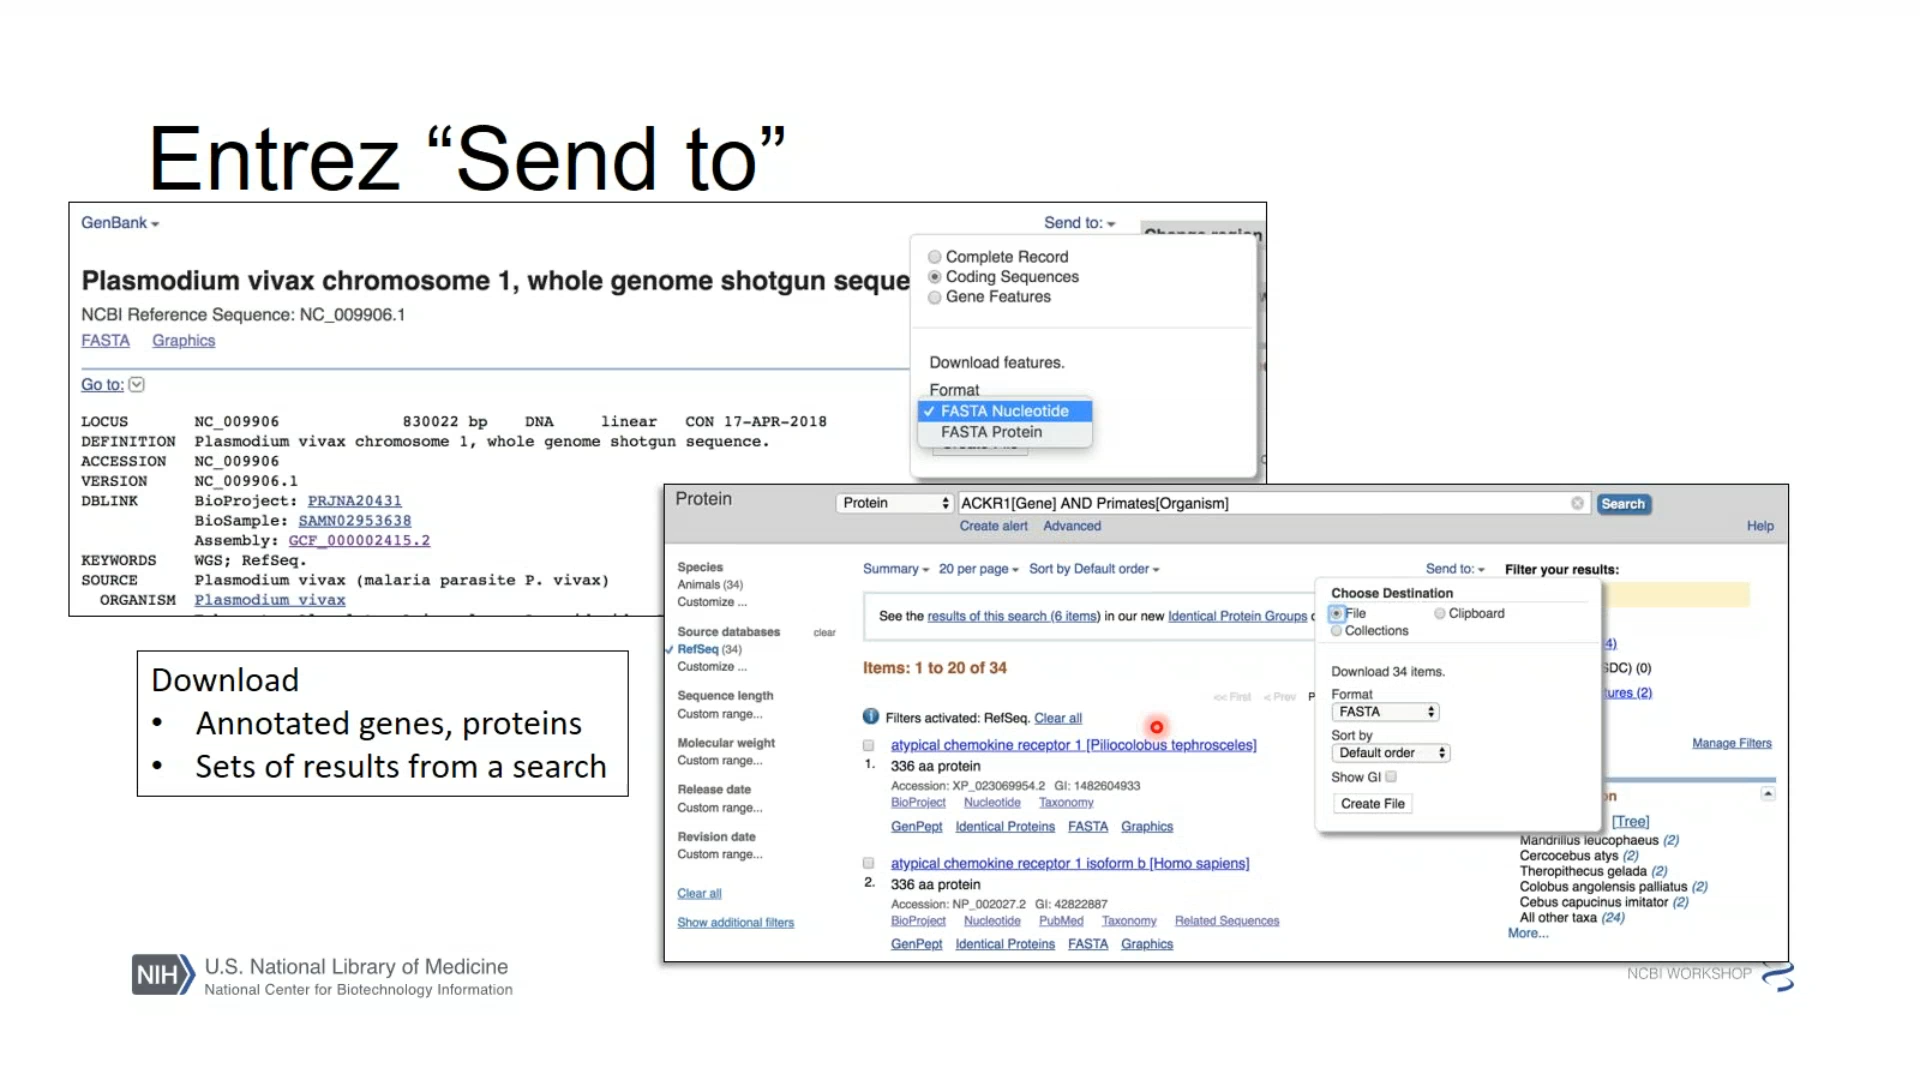 Entrez “Send to”
GenBank
Send to:
Plasmodium vivax chromosome 1, whole genome shotgun seque
NCBI Reference Sequence: NC_009906.1
FASTA Graphics
Go to:
LOCUS NC_009906 830022 bp DNA linear CON 17-APR-2018
DEFINITION Plasmodium vivax chromosome 1, whole genome shotgun sequence.
ACCESSION NC_009906
VERSION NC_009906.1
DBLINK BioProject: PRJNA20431
BioSample: SAMN02953638
Assembly: GCF_000002415.2
KEYWORDS WGS; RefSeq.
SOURCE Plasmodium vivax (malaria parasite P. vivax)
ORGANISM Plasmodium vivax
Complete Record
Coding Sequences
Gene Features
Download features.
Format
FASTA Nucleotide
FASTA Protein
Download
• Annotated genes, proteins
• Sets of results from a search
Protein
Protein
ACKR1[Gene] AND Primates[Organism]
Search
Create alert Advanced
Help
Species
Animals (34)
Customize ...
Source databases clear
RefSeq (34)
Customize ...
Sequence length
Custom range...
Molecular weight
Custom range...
Release date
Custom range...
Revision date
Custom range...
Clear all
Show additional filters
Summary 20 per page Sort by Default order
Send to:
Filter your results:
See the results of this search (6 items) in our new Identical Protein Groups
Items: 1 to 20 of 34
<< First < Prev P
Filters activated: RefSeq. Clear all
atypical chemokine receptor 1 [Piliocolobus tephrosceles]
1. 336 aa protein
Accession: XP_023069954.2 GI: 1482604933
BioProject Nucleotide Taxonomy
GenPept Identical Proteins FASTA Graphics
atypical chemokine receptor 1 isoform b [Homo sapiens]
2. 336 aa protein
Accession: NP_002027.2 GI: 42822887
BioProject Nucleotide PubMed Taxonomy Related Sequences
GenPept Identical Proteins FASTA Graphics
Choose Destination
File Clipboard
Collections
Download 34 items.
Format
FASTA
Sort by
Default order
Show GI
Create File
4)
SDC) (0)
tures (2)
Manage Filters
on
[Tree]
Mandrillus leucophaeus (2)
Cercocebus atys (2)
Theropithecus gelada (2)
Colobus angolensis palliatus (2)
Cebus capucinus imitator (2)
All other taxa (24)
More...
NIH U.S. National Library of Medicine
National Center for Biotechnology Information
NCBI WORKSHOP